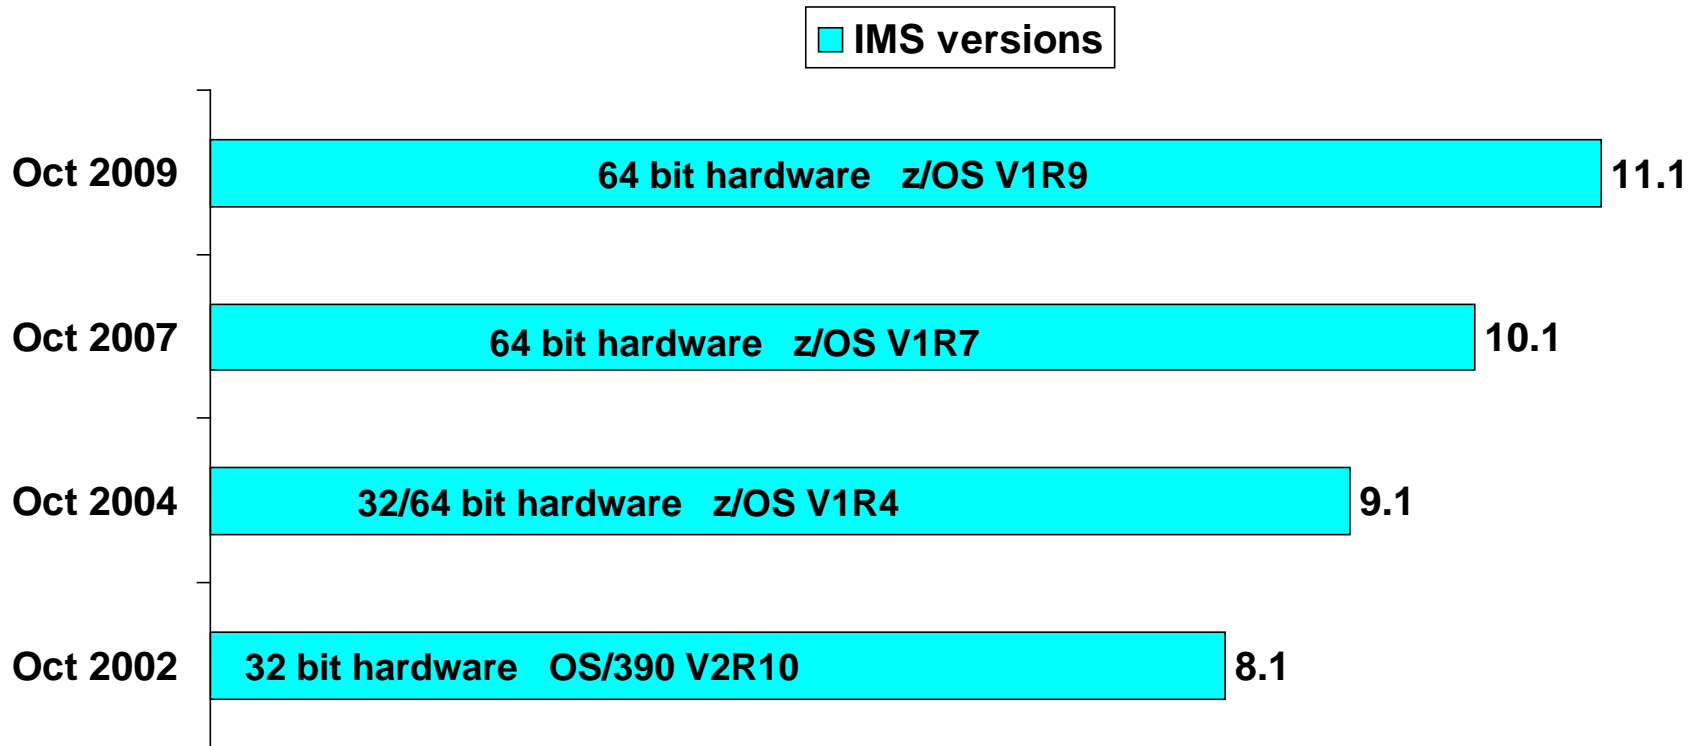 IMS versions
Oct 2009 64 bit hardware z/OS V1R9 11.1
Oct 2007 64 bit hardware z/OS V1R7 10.1
Oct 2004 32/64 bit hardware z/OS V1R4 9.1
Oct 2002 32 bit hardware OS/390 V2R10 8.1